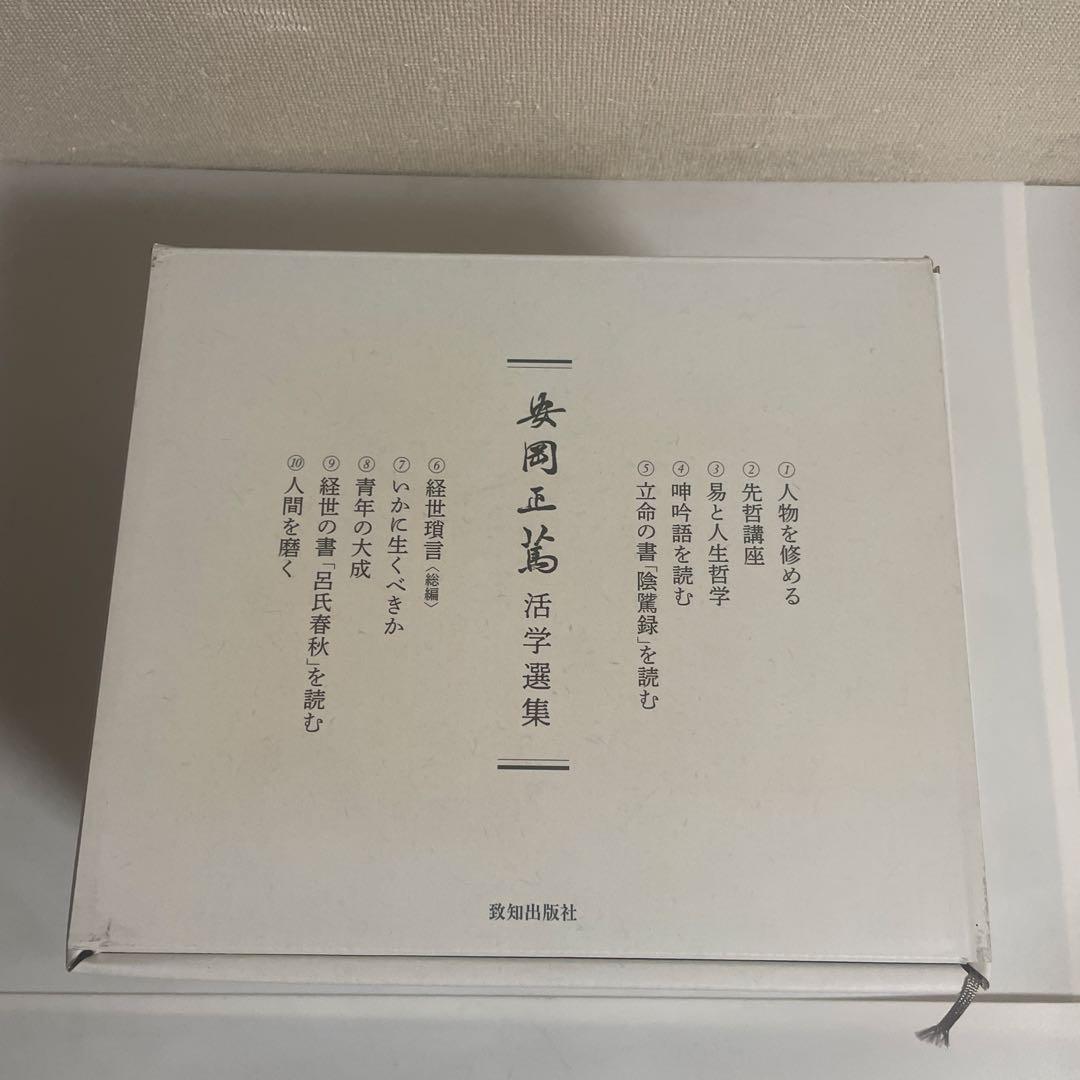 ①人物を修める
②先哲講座
③易と人生哲学
④呻吟語を読む
⑤立命の書「陰騭録」を読む
安岡正篤 活学選集
⑥経世瑣言〈総編〉
⑦いかに生くべきか
⑧青年の大成
⑨経世の書「呂氏春秋」を読む
⑩人間を磨く
致知出版社